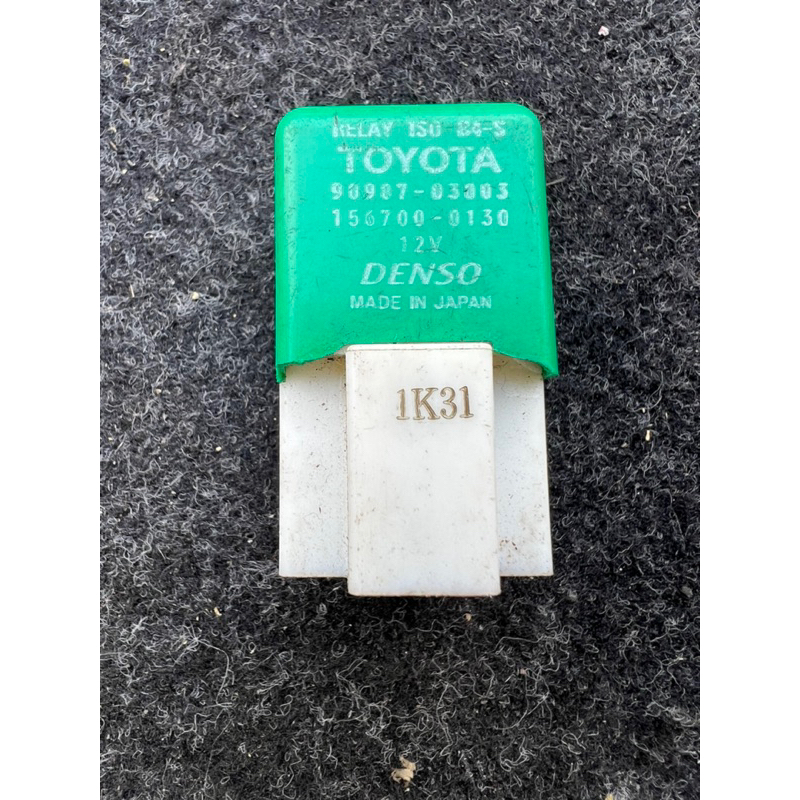 RELAY ISO-B4-S
TOYOTA
90987-03003
156700-0130
12V
DENSO
MADE IN JAPAN
1K31